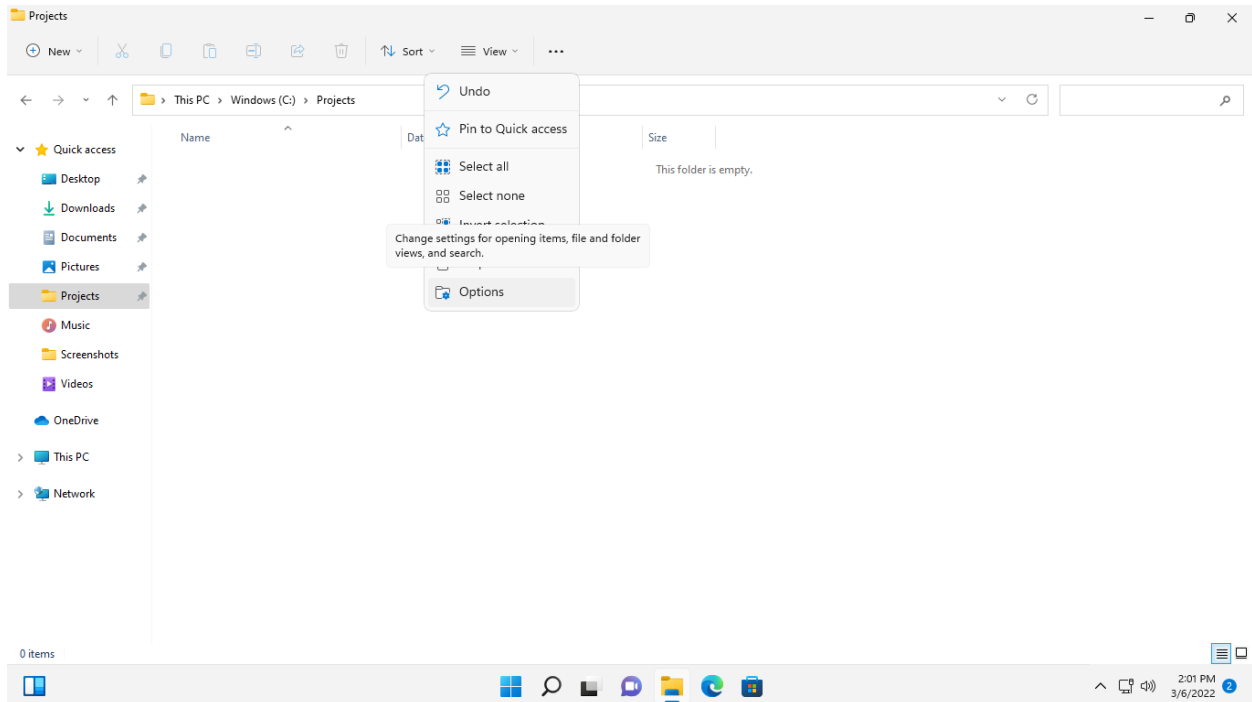 Projects
New
Sort
View
This PC
Windows (C:)
Projects
Undo
Pin to Quick access
Select all
Select none
Invert selection
Change settings for opening items, file and folder
views, and search.
Options
Name
Size
This folder is empty.
Quick access
Desktop
Downloads
Documents
Pictures
Projects
Music
Screenshots
Videos
OneDrive
This PC
Network
0 items
2:01 PM
3/6/2022
2